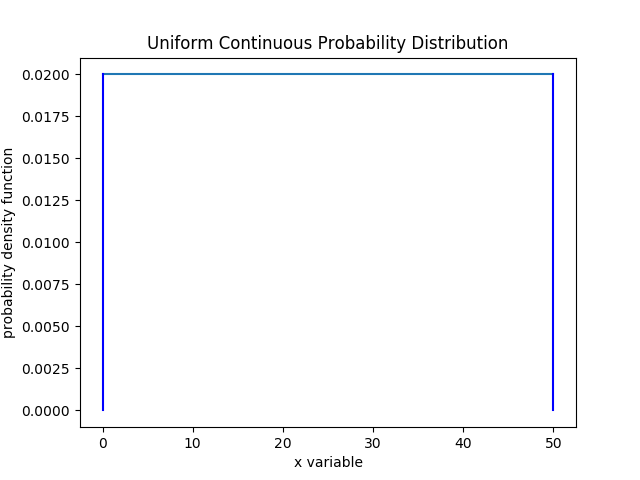 Uniform Continuous Probability Distribution
probability density function
0.0200
0.0175
0.0150
0.0125
0.0100
0.0075
0.0050
0.0025
0.0000
0 10 20 30 40 50
x variable